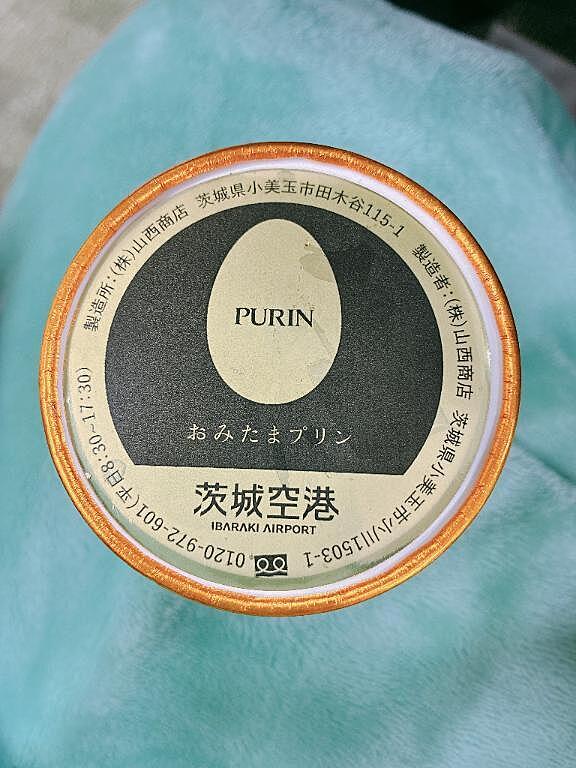 製造所:(株)山西商店 茨城県小美玉市田木谷115-1
製造者:(株)山西商店 茨城県小美玉市小川1503-1
0120-972-601(平日8:30~17:30)
PURIN
おみたまプリン
茨城空港
IBARAKI AIRPORT